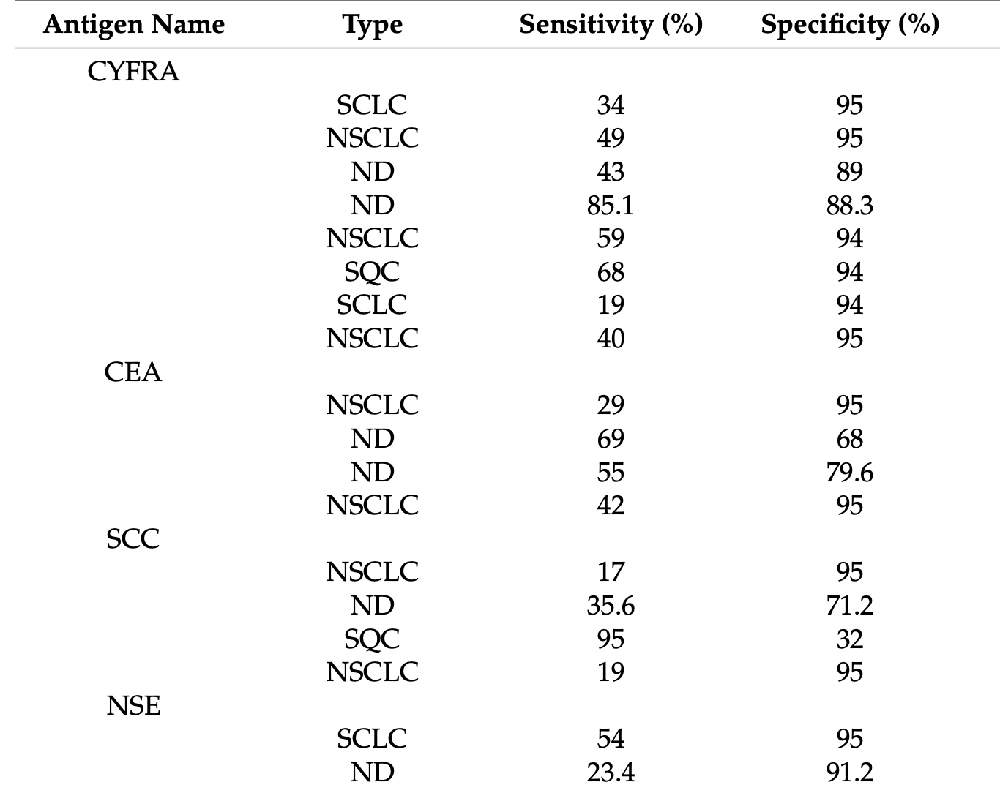 Antigen Name Type Sensitivity (%) Specificity (%)
CYFRA
SCLC 34 95
NSCLC 49 95
ND 43 89
ND 85.1 88.3
NSCLC 59 94
SQC 68 94
SCLC 19 94
NSCLC 40 95
CEA
NSCLC 29 95
ND 69 68
ND 55 79.6
NSCLC 42 95
SCC
NSCLC 17 95
ND 35.6 71.2
SQC 95 32
NSCLC 19 95
NSE
SCLC 54 95
ND 23.4 91.2